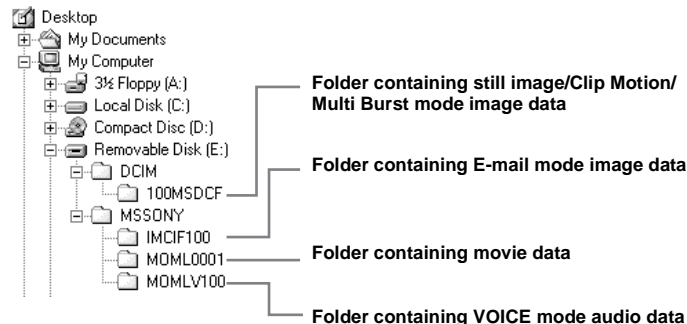 Desktop
My Documents
My Computer
3½ Floppy (A:)
Local Disk (C:)
Compact Disc (D:)
Removable Disk (E:)
DCIM
100MSDCF
MSSONY
IMCIF100
MOML0001
MOMLV100
Folder containing still image/Clip Motion/
Multi Burst mode image data
Folder containing E-mail mode image data
Folder containing movie data
Folder containing VOICE mode audio data